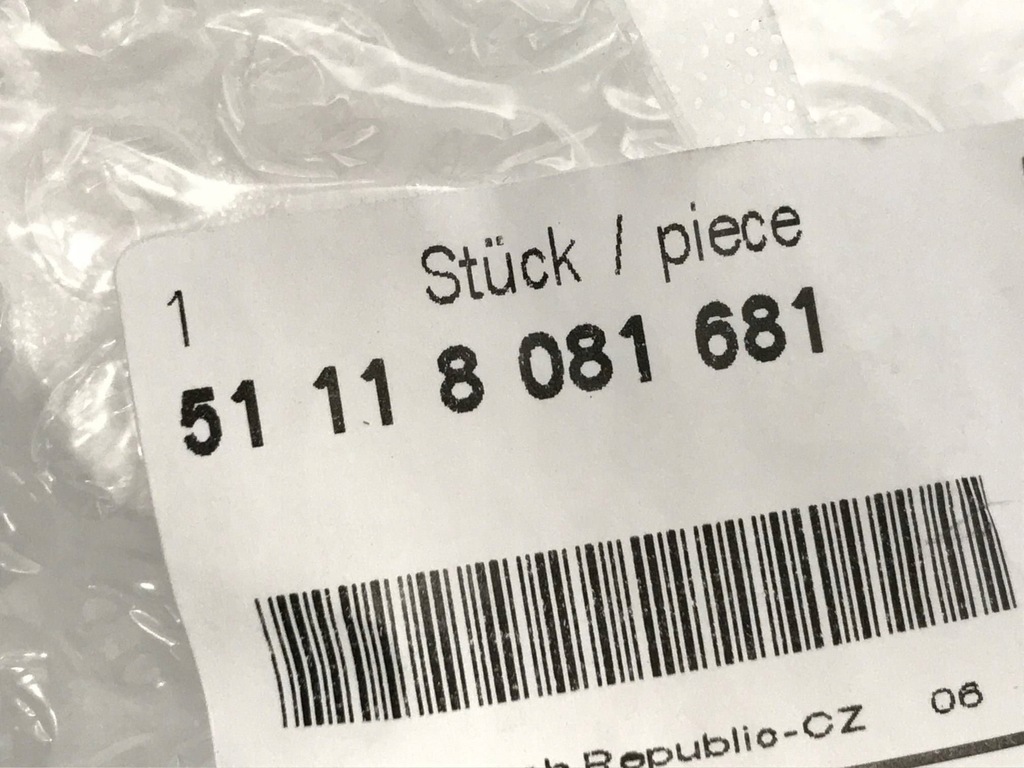 1 Stück / piece
51 11 8 081 681
Republic-CZ 06